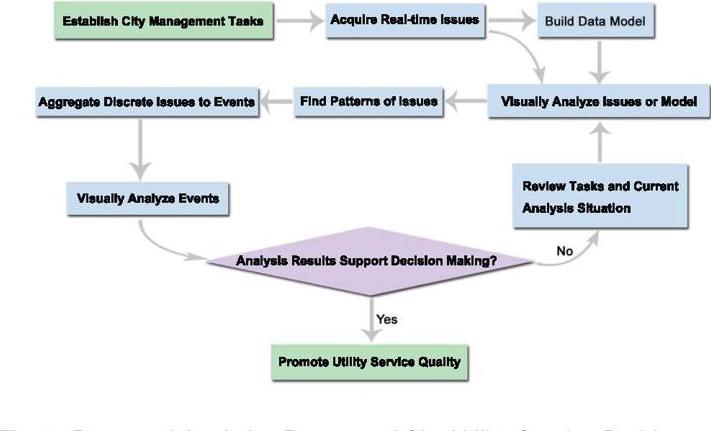 Establish City Management Tasks
Acquire Real-time Issues
Build Data Model
Aggregate Discrete Issues to Events
Find Patterns of Issues
Visually Analyze Issues or Model
Visually Analyze Events
Review Tasks and Current
Analysis Situation
Analysis Results Support Decision Making?
No
Yes
Promote Utility Service Quality